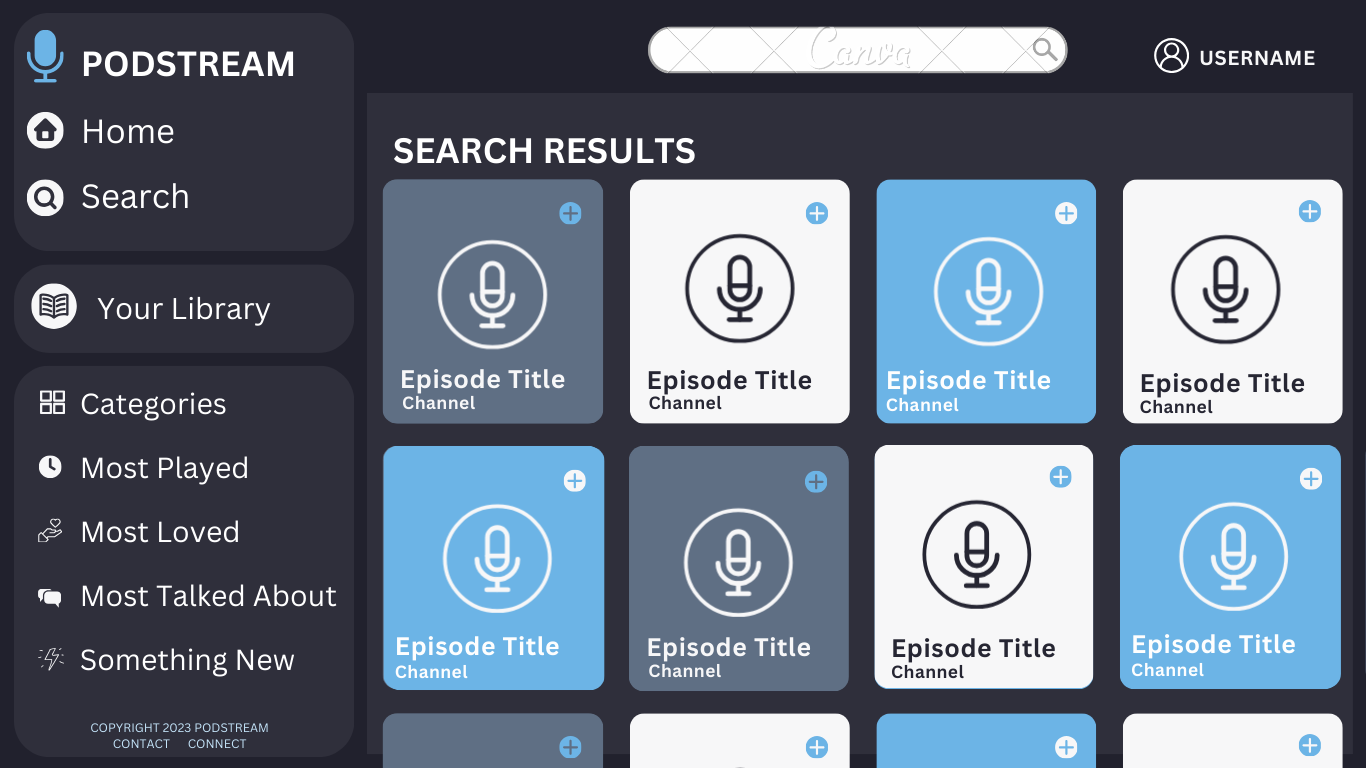 PODSTREAM
Home
Search
Your Library
Categories
Most Played
Most Loved
Most Talked About
Something New
COPYRIGHT 2023 PODSTREAM
CONTACT CONNECT
Canva
USERNAME
SEARCH RESULTS
Episode Title
Channel
Episode Title
Channel
Episode Title
Channel
Episode Title
Channel
Episode Title
Channel
Episode Title
Channel
Episode Title
Channel
Episode Title
Channel